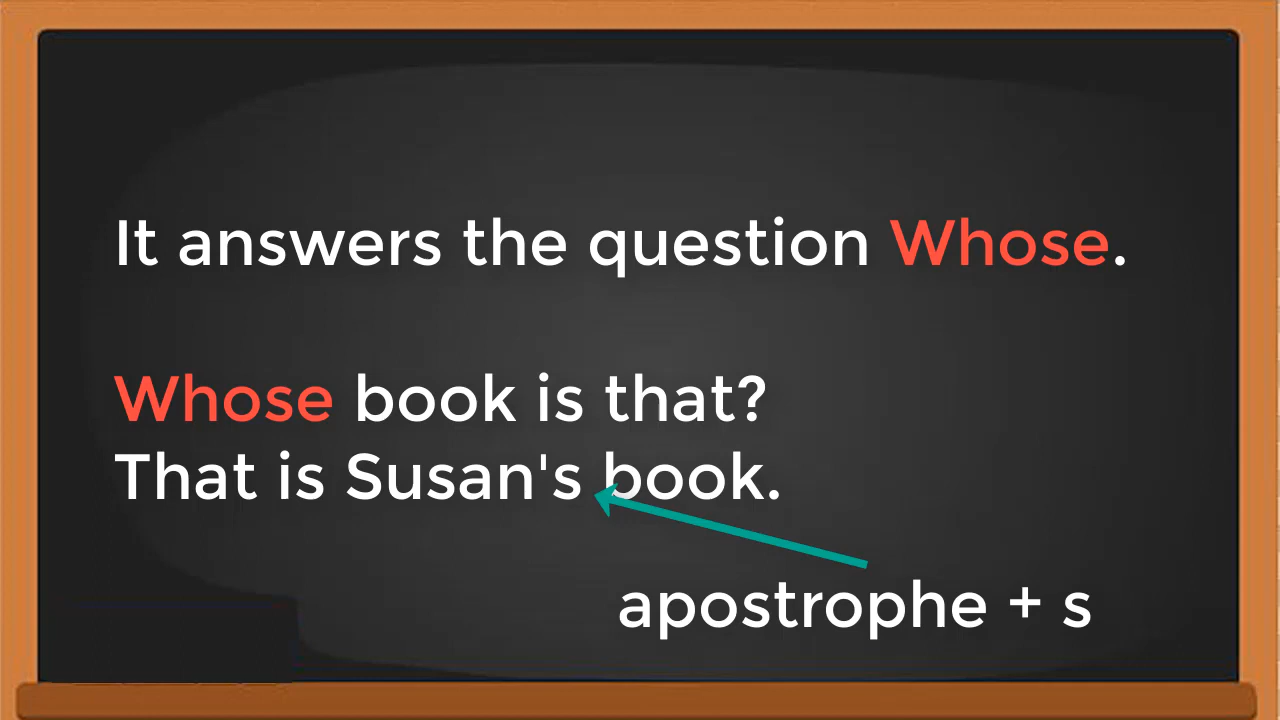 It answers the question Whose.
Whose book is that?
That is Susan's book.
apostrophe + s